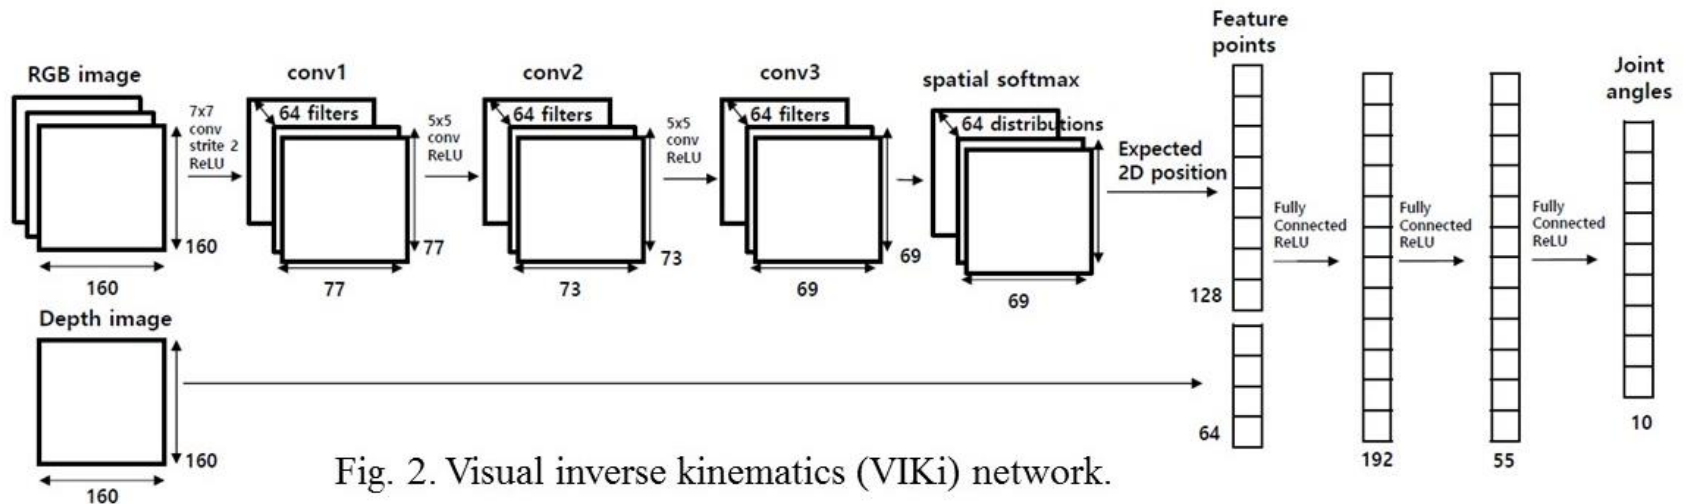 RGB image
7x7
conv
strite 2
ReLU
160
160
conv1
64 filters
77
77
5x5
conv
ReLU
conv2
64 filters
73
73
5x5
conv
ReLU
conv3
64 filters
69
69
spatial softmax
64 distributions
69
Expected
2D position
Feature
points
128
64
Fully
Connected
ReLU
192
Fully
Connected
ReLU
55
Fully
Connected
ReLU
Joint
angles
10
Depth image
160
160
Fig. 2. Visual inverse kinematics (VIKi) network.